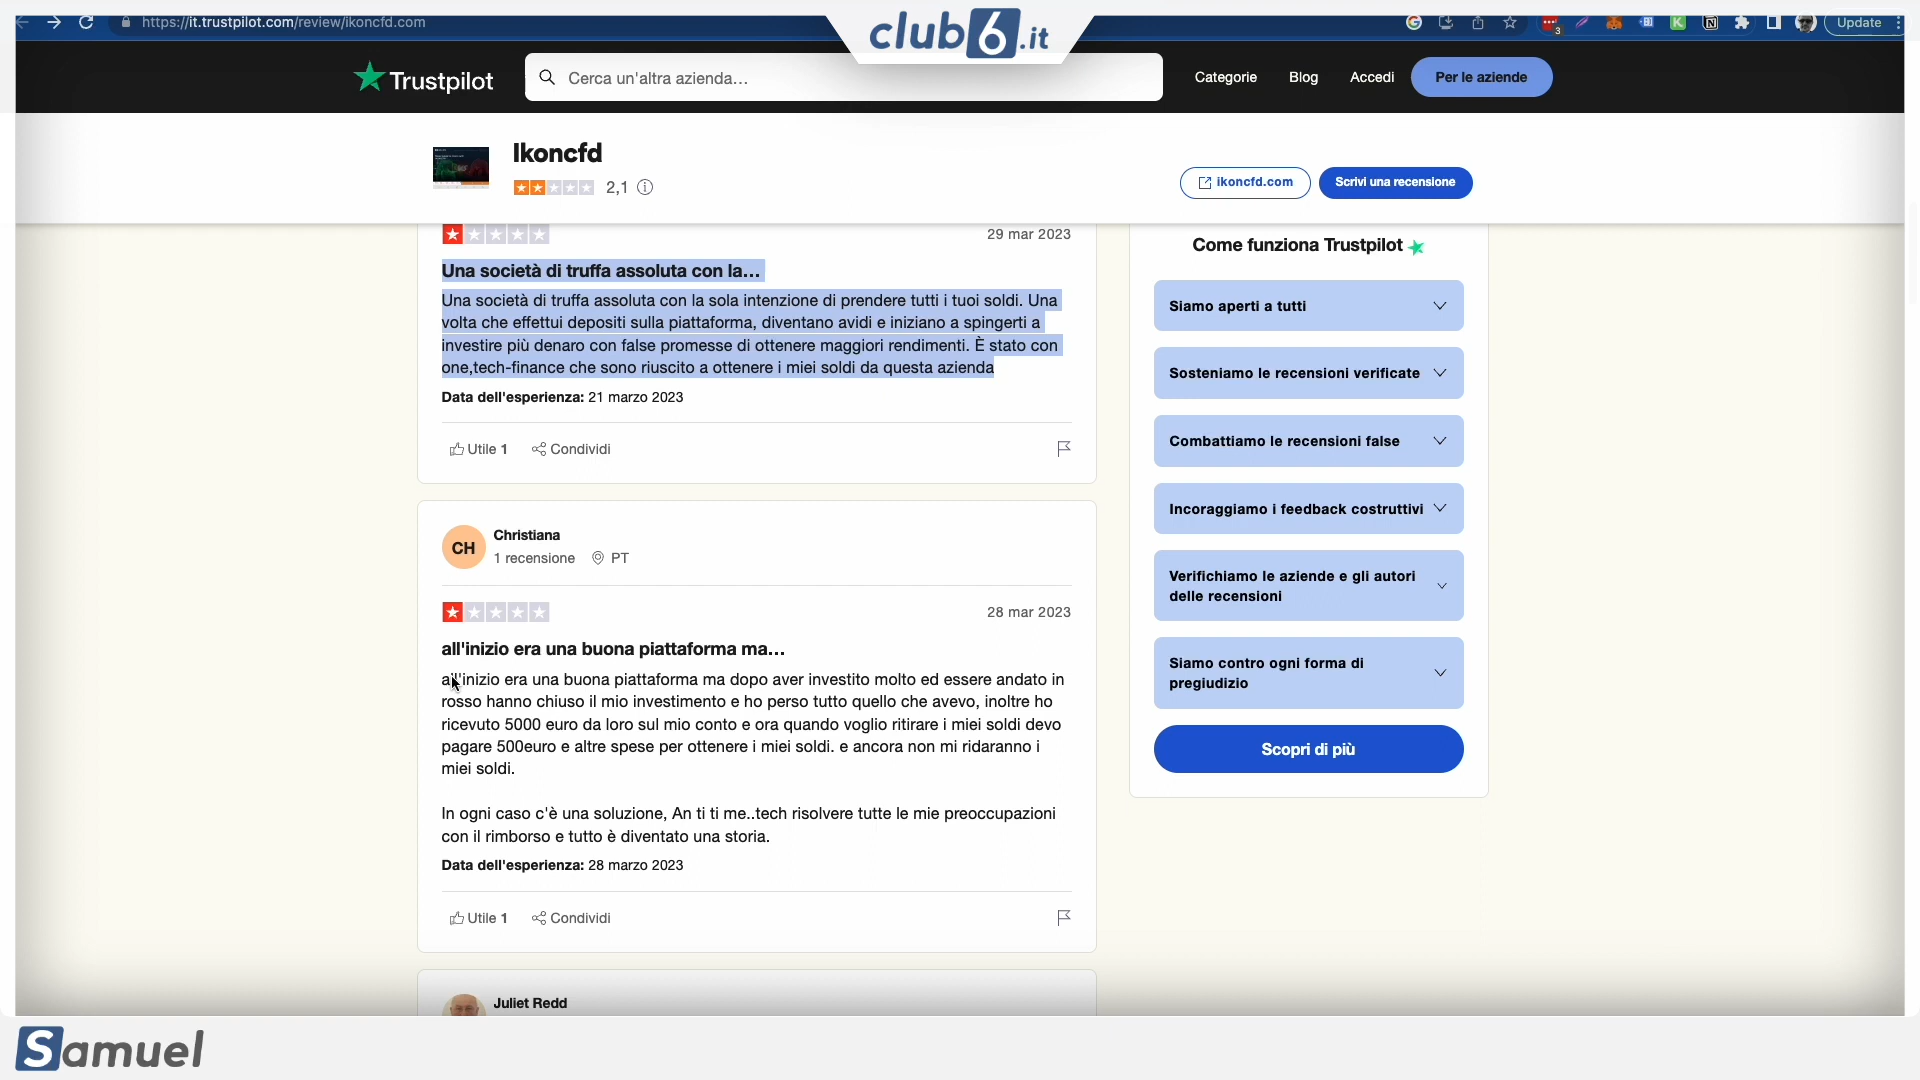 https://it.trustpilot.com/review/ikoncfd.com
3
Update
club6.it
Trustpilot
Cerca un'altra azienda...
Categorie
Blog
Accedi
Per le aziende
Ikoncfd
2,1
ikoncfd.com
Scrivi una recensione
29 mar 2023
Una società di truffa assoluta con la...
Una società di truffa assoluta con la sola intenzione di prendere tutti i tuoi soldi. Una
volta che effettui depositi sulla piattaforma, diventano avidi e iniziano a spingerti a
investire più denaro con false promesse di ottenere maggiori rendimenti. È stato con
one,tech-finance che sono riuscito a ottenere i miei soldi da questa azienda
Data dell'esperienza: 21 marzo 2023
Utile 1
Condividi
CH
Christiana
1 recensione
PT
28 mar 2023
all'inizio era una buona piattaforma ma...
all'inizio era una buona piattaforma ma dopo aver investito molto ed essere andato in
rosso hanno chiuso il mio investimento e ho perso tutto quello che avevo, inoltre ho
ricevuto 5000 euro da loro sul mio conto e ora quando voglio ritirare i miei soldi devo
pagare 500euro e altre spese per ottenere i miei soldi. e ancora non mi ridaranno i
miei soldi.
In ogni caso c'è una soluzione, An ti ti me..tech risolvere tutte le mie preoccupazioni
con il rimborso e tutto è diventato una storia.
Data dell'esperienza: 28 marzo 2023
Utile 1
Condividi
Juliet Redd
Come funziona Trustpilot
Siamo aperti a tutti
Sosteniamo le recensioni verificate
Combattiamo le recensioni false
Incoraggiamo i feedback costruttivi
Verifichiamo le aziende e gli autori
delle recensioni
Siamo contro ogni forma di
pregiudizio
Scopri di più
Samuel